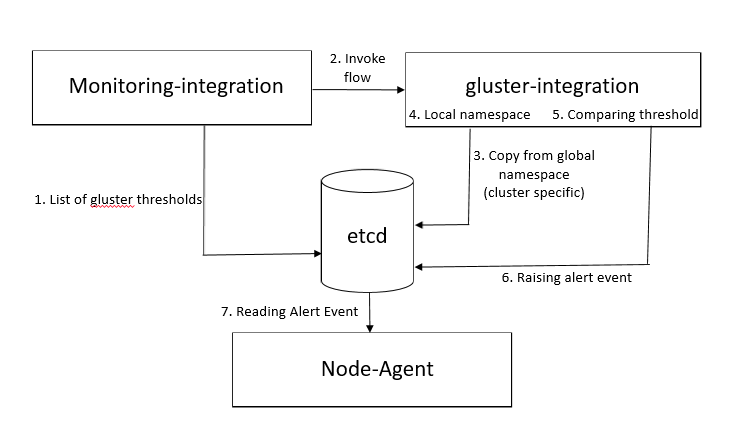 Monitoring-integration
2. Invoke
flow
gluster-integration
4. Local namespace
5. Comparing threshold
3. Copy from global
namespace
(cluster specific)
1. List of gluster thresholds
etcd
6. Raising alert event
7. Reading Alert Event
Node-Agent